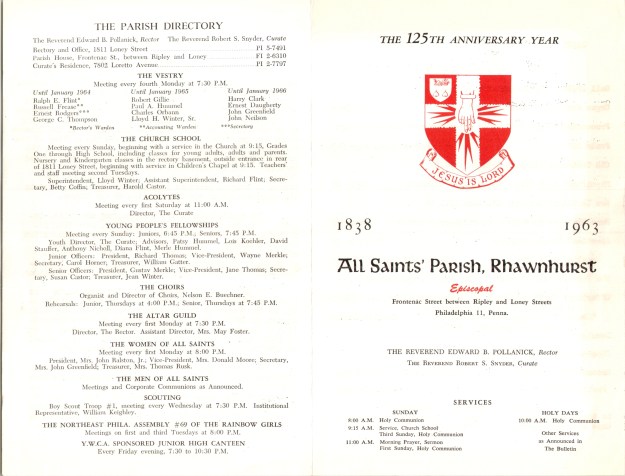 THE PARISH DIRECTORY
The Reverend Edward B. Pollanick, Rector The Reverend Robert S. Snyder, Curate
Rectory and Office, 1811 Loney Street PI 5-7491
Parish House, Frontenac St., between Ripley and Loney FI 2-6310
Curate's Residence, 7802 Loretto Avenue PI 2-7797
THE VESTRY
Meeting every fourth Monday at 7:30 P.M.
Until January 1964 Until January 1965 Until January 1966
Ralph E. Flint* Robert Gillie Harry Clark
Russell Frease** Paul A. Hummel Ernest Daugherty
Ernest Rodgers*** Charles Urbann John Greenfield
George C. Thompson Lloyd H. Winter, St. John Neilson
*Rector's Warden **Accounting Warden ***Secretary
THE CHURCH SCHOOL
Meeting every Sunday, beginning with a service in the Church at 9:15, Grades
One through High School, including classes for young adults, adults and parents.
Nursery and Kindergarten classes in the rectory basement, outside entrance in rear
of 1811 Loney Street, beginning with service in Children's Chapel at 9:15. Teachers'
and staff meeting second Tuesdays.
Superintendent, Lloyd Winter; Assistant Superintendent, Richard Flint; Secre-
tary, Betty Coffin; Treasurer, Harold Castor.
ACOLYTES
Meeting every first Saturday at 11:00 A.M.
Director, The Curate
YOUNG PEOPLE'S FELLOWSHIPS
Meeting every Sunday: Juniors, 6:45 P.M.; Seniors, 7:45 P.M.
Youth Director, The Curate; Advisors, Patsy Hummel, Lois Koehler, David
Stauffer, Anthony Nicholl, Diana Flint, Merle Hummel.
Junior Officers: President, Richard Thomas; Vice-President, Wayne Merkle;
Secretary, Carol Horner; Treasurer, William Gatter.
Senior Officers: President, Gustav Merkle; Vice-President, Jane Thomas; Secre-
tary, Susan Castor; Treasurer, Jean Winter.
THE CHOIRS
Organist and Director of Choirs, Nelson E. Buechner.
Rehearsals: Junior, Thursdays at 4:00 P.M.; Senior, Thursdays at 7:45 P.M.
THE ALTAR GUILD
Meeting every first Monday at 7:30 P.M.
Director, The Rector. Assistant Director, Mrs. May Foster.
THE WOMEN OF ALL SAINTS
Meeting every first Monday at 8:00 P.M.
President, Mrs. John Ralston, Jr.; Vice-President, Mrs. Donald Moore; Secretary,
Mrs. John Greenfield; Treasurer, Mrs. Thomas Rusk.
THE MEN OF ALL SAINTS
Meetings and Corporate Communions as Announced.
SCOUTING
Boy Scout Troop #1, meeting every Wednesday at 7:30 P.M. Institutional
Representative, William Keighley.
THE NORTHEAST PHILA. ASSEMBLY #69 OF THE RAINBOW GIRLS
Meetings on first and third Tuesdays at 8:00 P.M.
Y.W.C.A. SPONSORED JUNIOR HIGH CANTEEN
Every Friday evening, 7:30 to 10:30 P.M.
THE 125TH ANNIVERSARY YEAR
JESUS IS LORD
1838 1963
All Saints' Parish, Rhawnhurst
Episcopal
Frontenac Street between Ripley and Loney Streets
Philadelphia 11, Penna.
THE REVEREND EDWARD B. POLLANICK, Rector
THE REVEREND ROBERT S. SNYDER, Curate
SERVICES
SUNDAY HOLY DAYS
8:00 A.M. Holy Communion 10:00 A.M. Holy Communion
9:15 A.M. Service, Church School
Third Sunday, Holy Communion
11:00 A.M. Morning Prayer, Sermon
First Sunday, Holy Communion
Other Services
as Announced in
The Bulletin